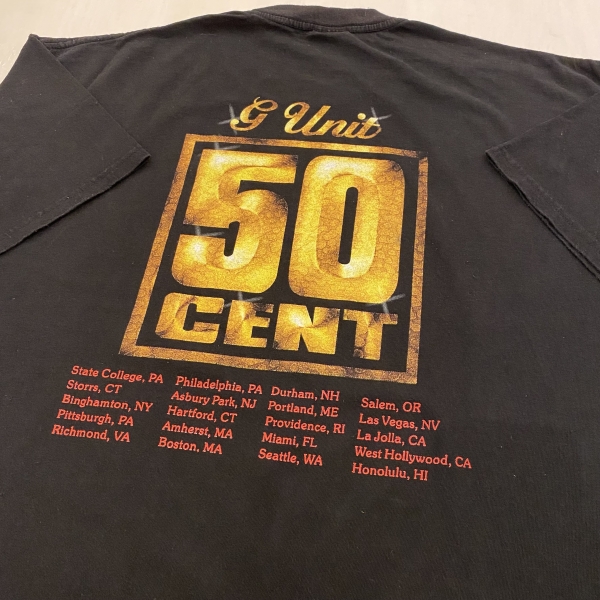 G Unit
50
CENT
State College, PA
Storrs, CT
Binghamton, NY
Pittsburgh, PA
Richmond, VA
Philadelphia, PA
Asbury Park, NJ
Hartford, CT
Amherst, MA
Boston, MA
Durham, NH
Portland, ME
Providence, RI
Miami, FL
Seattle, WA
Salem, OR
Las Vegas, NV
La Jolla, CA
West Hollywood, CA
Honolulu, HI